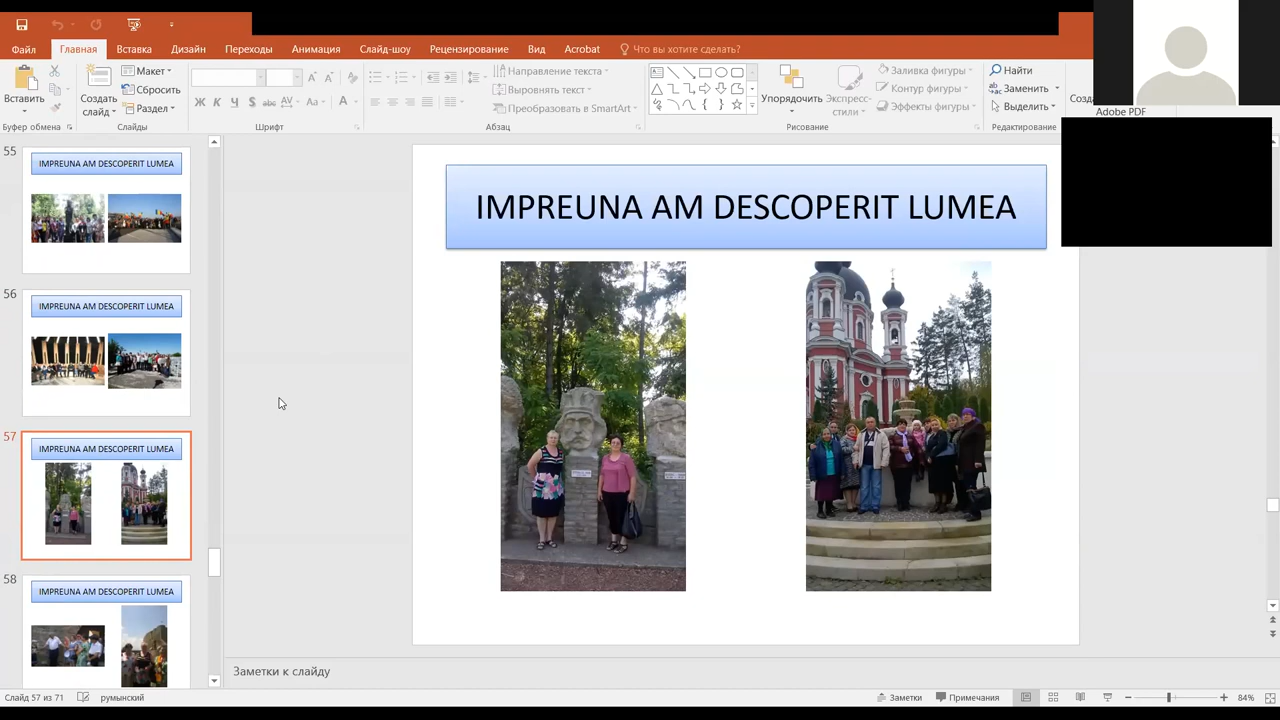 Файл Главная Вставка Дизайн Переходы Анимация Слайд-шоу Рецензирование Вид Acrobat Что вы хотите сделать?
Вставить
Создать слайд
Макет
Сбросить
Раздел
Ж К Ч S abc AV Aa A
Направление текста
Выровнять текст
Преобразовать в SmartArt
Упорядочить
Экспресс-стили
Заливка фигуры
Контур фигуры
Эффекты фигуры
Найти
Заменить
Выделить
Adobe PDF
Буфер обмена Слайды Шрифт Абзац Рисование Редактирование
55
IMPREUNA AM DESCOPERIT LUMEA
56
IMPREUNA AM DESCOPERIT LUMEA
57
IMPREUNA AM DESCOPERIT LUMEA
58
IMPREUNA AM DESCOPERIT LUMEA
IMPREUNA AM DESCOPERIT LUMEA
Заметки к слайду
Слайд 57 из 71 румынский Заметки Примечания 84%